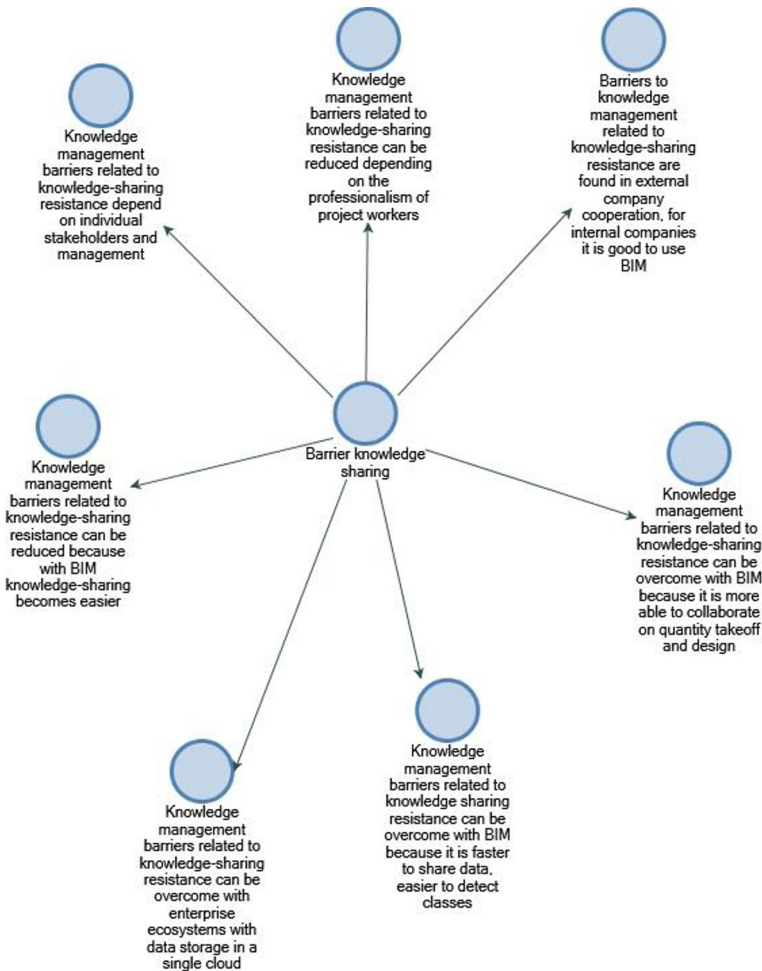 Knowledge
management
barriers related to
knowledge-sharing
resistance depend
on individual
stakeholders and
management
Knowledge
management
barriers related to
knowledge-sharing
resistance can be
reduced depending
on the
professionalism of
project workers
Barriers to
knowledge
management
related to
knowledge-sharing
resistance are
found in external
company
cooperation, for
internal companies
it is good to use
BIM
Barrier knowledge
sharing
Knowledge
management
barriers related to
knowledge-sharing
resistance can be
reduced because
with BIM
knowledge-sharing
becomes easier
Knowledge
management
barriers related to
knowledge-sharing
resistance can be
overcome with BIM
because it is more
able to collaborate
on quantity takeoff
and design
Knowledge
management
barriers related to
knowledge-sharing
resistance can be
overcome with
enterprise
ecosystems with
data storage in a
single cloud
Knowledge
management
barriers related to
knowledge sharing
resistance can be
overcome with BIM
because it is faster
to share data,
easier to detect
classes